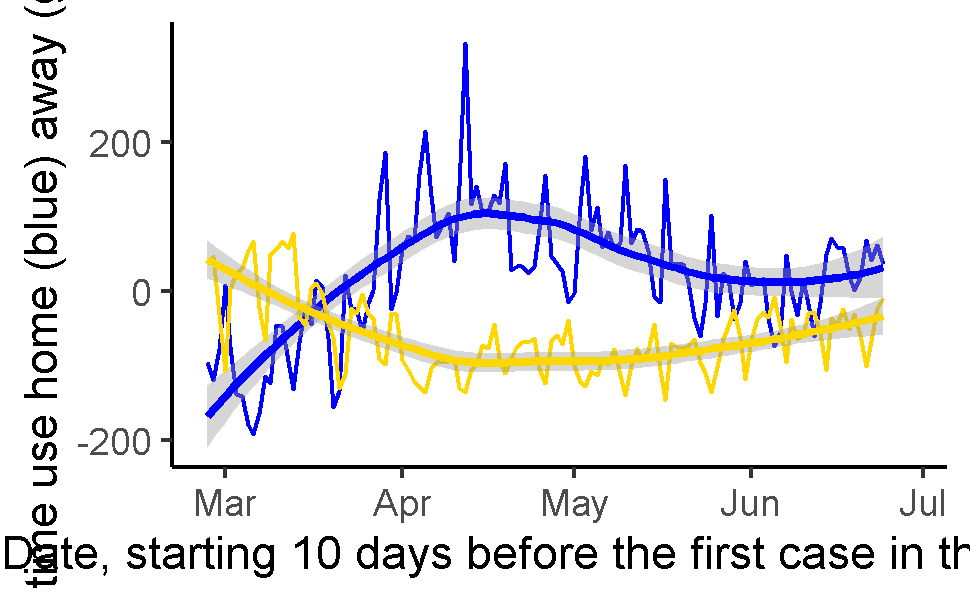 time use home (blue) away (
200
0
-200
Mar Apr May Jun Jul
Date, starting 10 days before the first case in th